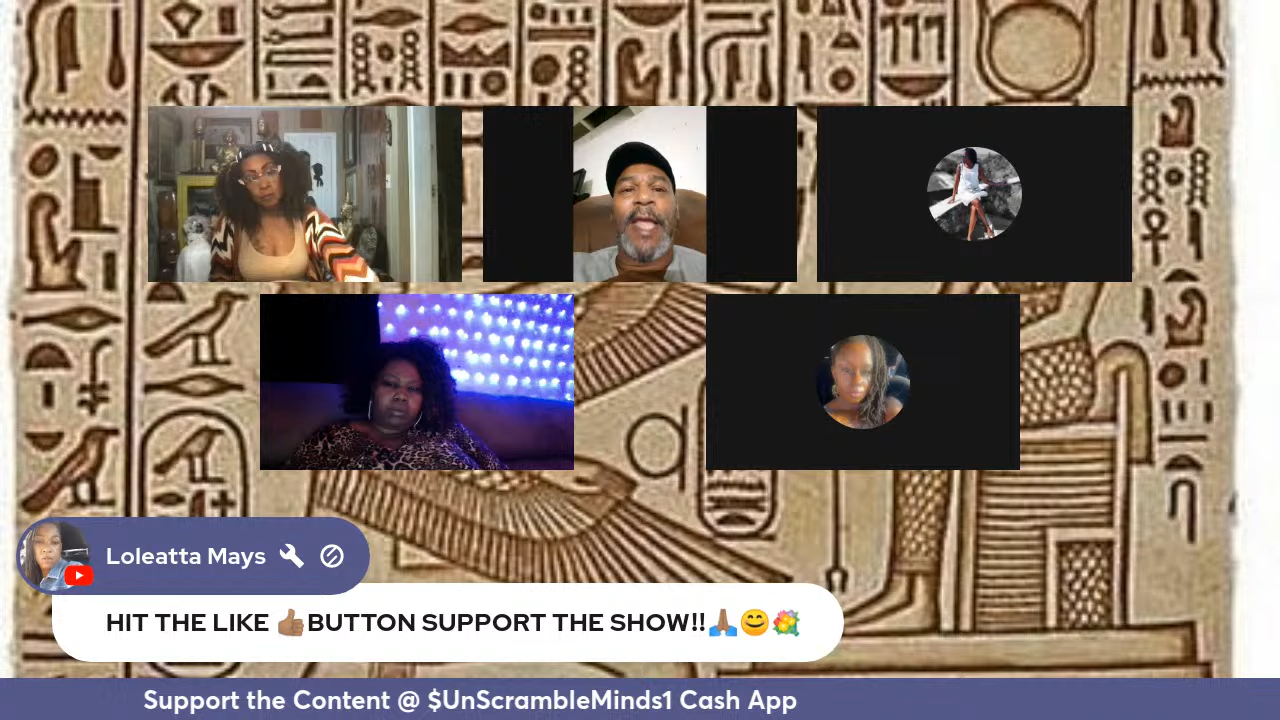 Loleatta Mays
HIT THE LIKE 👍🏽BUTTON SUPPORT THE SHOW!!🙏🏽😊💐
Support the Content @ $UnScrambleMinds1 Cash App